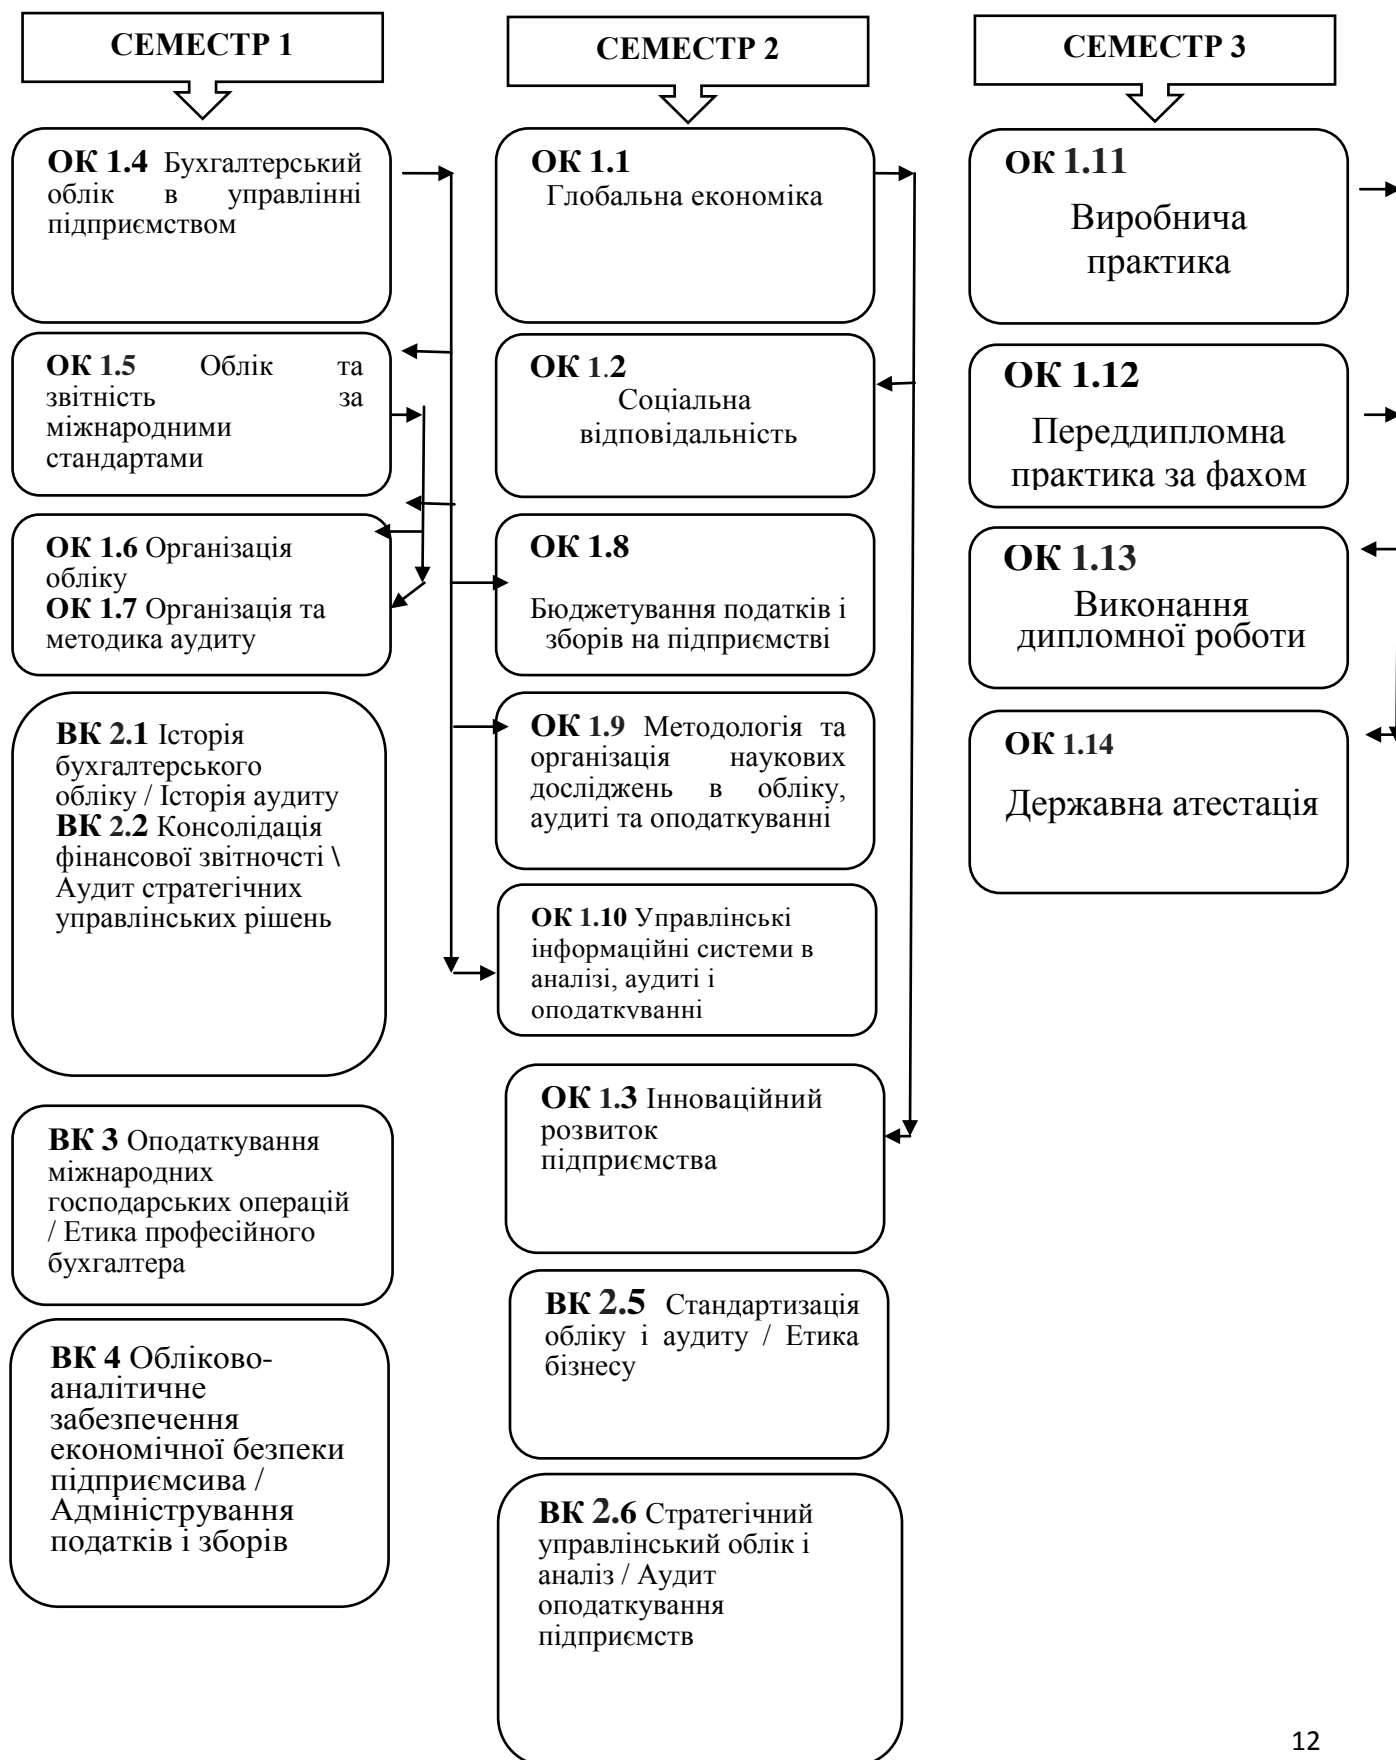 СЕМЕСТР 1
ОК 1.4 Бухгалтерський
облік в управлінні
підприємством
ОК 1.5 Облік та
звітність за
міжнародними
стандартами
ОК 1.6 Організація
обліку
ОК 1.7 Організація та
методика аудиту
ВК 2.1 Історія
бухгалтерського
обліку / Історія аудиту
ВК 2.2 Консолідація
фінансової звітночсті \
Аудит стратегічних
управлінських рішень
ВК 3 Оподаткування
міжнародних
господарських операцій
/ Етика професійного
бухгалтера
ВК 4 Обліково-
аналітичне
забезпечення
економічної безпеки
підприємсива /
Адміністрування
податків і зборів
СЕМЕСТР 2
ОК 1.1
Глобальна економіка
ОК 1.2
Соціальна
відповідальність
ОК 1.8
Бюджетування податків і
зборів на підприємстві
ОК 1.9 Методологія та
організація наукових
досліджень в обліку,
аудиті та оподаткуванні
ОК 1.10 Управлінські
інформаційні системи в
аналізі, аудиті і
оподаткуванні
ОК 1.3 Інноваційний
розвиток
підприємства
ВК 2.5 Стандартизація
обліку і аудиту / Етика
бізнесу
ВК 2.6 Стратегічний
управлінський облік і
аналіз / Аудит
оподаткування
підприємств
СЕМЕСТР 3
ОК 1.11
Виробнича
практика
ОК 1.12
Переддипломна
практика за фахом
ОК 1.13
Виконання
дипломної роботи
ОК 1.14
Державна атестація
12